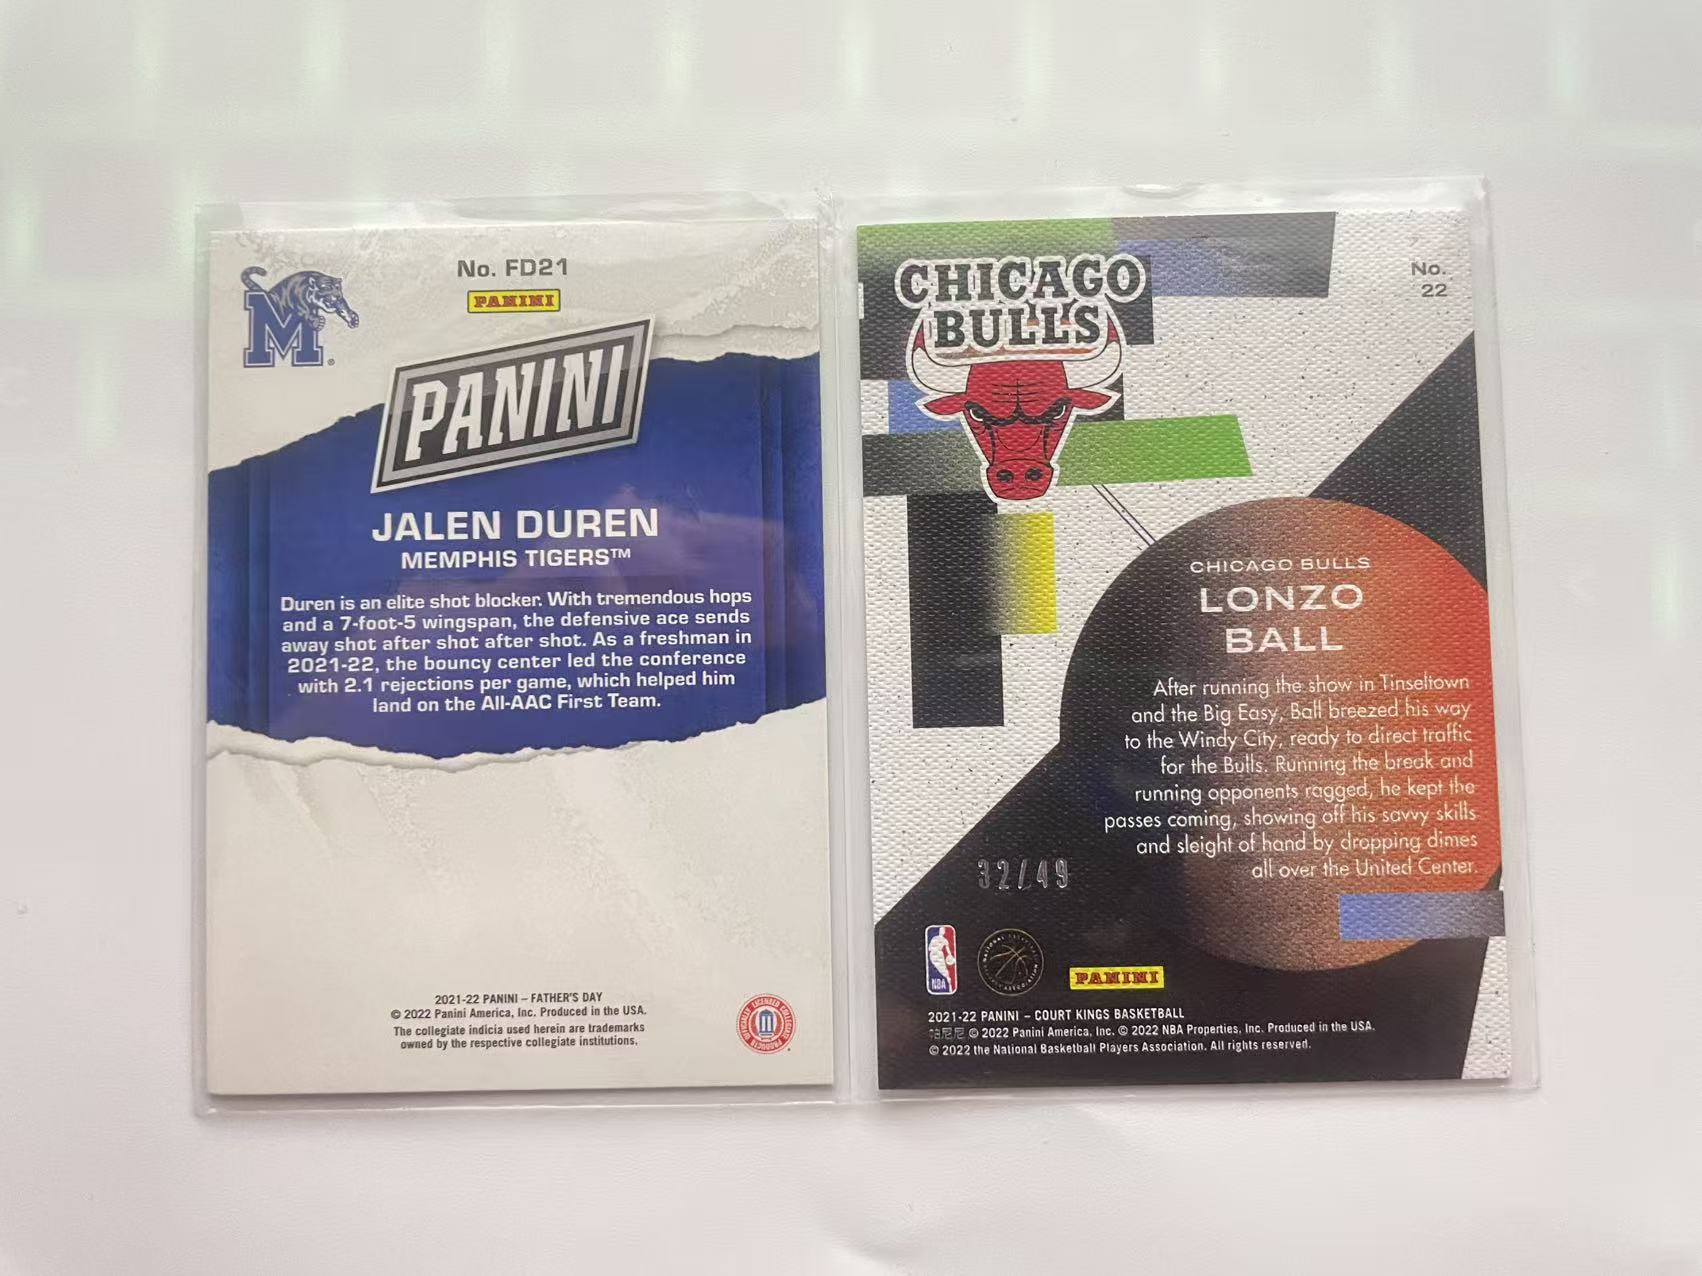 No. FD21
PANINI
M
PANINI
JALEN DUREN
MEMPHIS TIGERS™
Duren is an elite shot blocker. With tremendous hops
and a 7-foot-5 wingspan, the defensive ace sends
away shot after shot after shot. As a freshman in
2021-22, the bouncy center led the conference
with 2.1 rejections per game, which helped him
land on the All-AAC First Team.
2021-22 PANINI – FATHER'S DAY
© 2022 Panini America, Inc. Produced in the USA.
The collegiate indicia used herein are trademarks
owned by the respective collegiate institutions.
OFFICIALLY LICENSED COLLEGIATE PRODUCTS
CHICAGO
BULLS
No.
22
CHICAGO BULLS
LONZO
BALL
After running the show in Tinseltown
and the Big Easy, Ball breezed his way
to the Windy City, ready to direct traffic
for the Bulls. Running the break and
running opponents ragged, he kept the
passes coming, showing off his savvy skills
and sleight of hand by dropping dimes
all over the United Center.
32/49
NBA
PANINI
2021-22 PANINI – COURT KINGS BASKETBALL
帕尼尼 © 2022 Panini America, Inc. © 2022 NBA Properties, Inc. Produced in the USA.
© 2022 the National Basketball Players Association. All rights reserved.